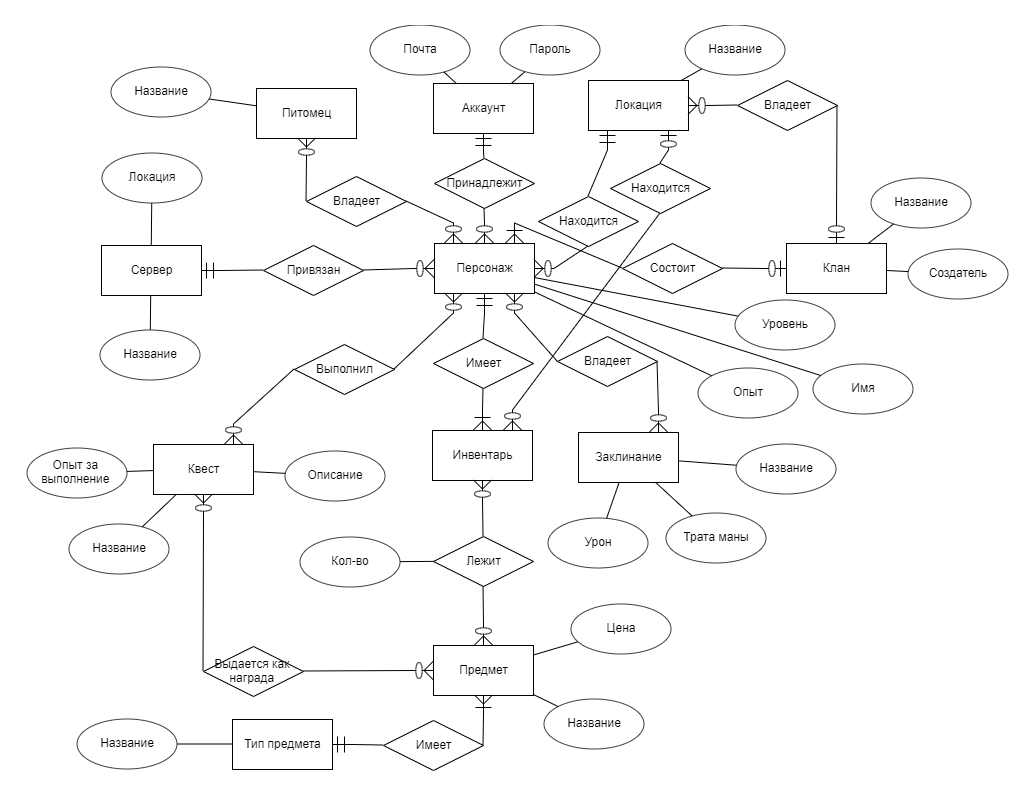 Почта
Пароль
Название
Название
Питомец
Аккаунт
Локация
Владеет
Локация
Принадлежит
Находится
Владеет
Находится
Название
Сервер
Привязан
Персонаж
Состоит
Клан
Создатель
Название
Уровень
Выполнил
Имеет
Владеет
Опыт
Имя
Опыт за
выполнение
Квест
Описание
Инвентарь
Заклинание
Название
Название
Урон
Трата маны
Кол-во
Лежит
Цена
Выдается как
награда
Предмет
Название
Название
Тип предмета
Имеет